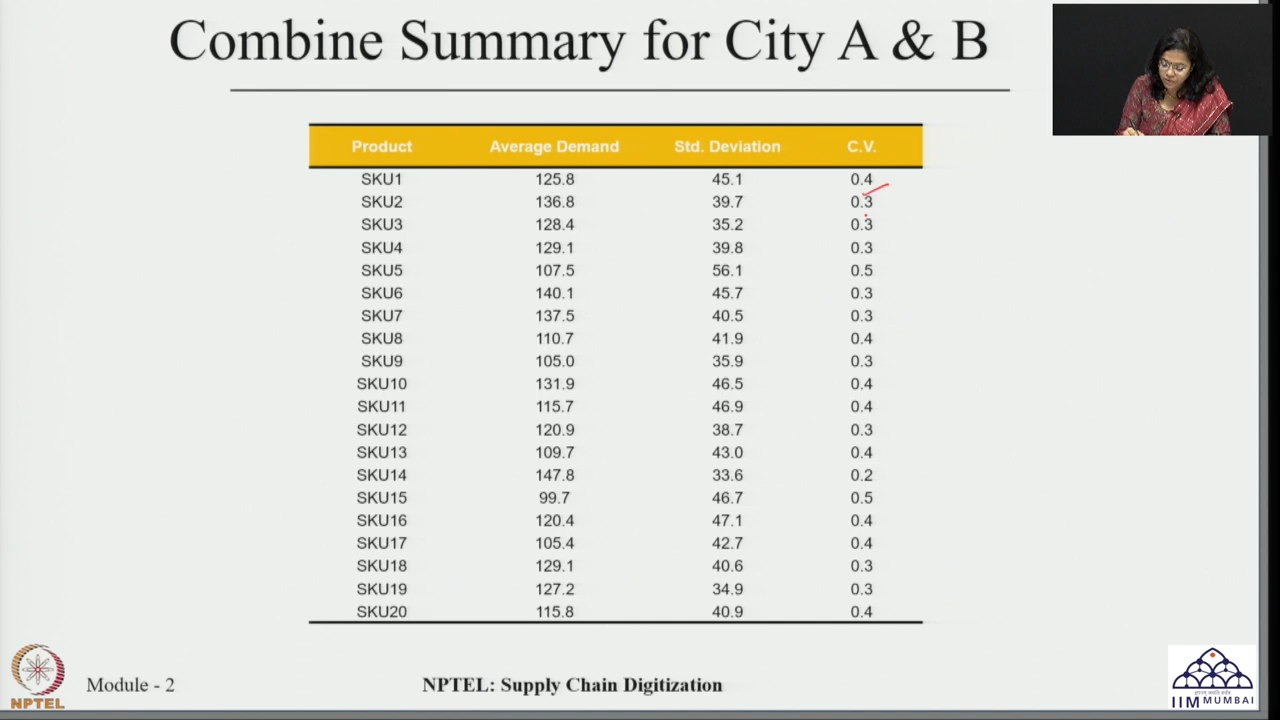 Combine Summary for City A & B
Product Average Demand Std. Deviation C.V.
SKU1 125.8 45.1 0.4
SKU2 136.8 39.7 0.3
SKU3 128.4 35.2 0.3
SKU4 129.1 39.8 0.3
SKU5 107.5 56.1 0.5
SKU6 140.1 45.7 0.3
SKU7 137.5 40.5 0.3
SKU8 110.7 41.9 0.4
SKU9 105.0 35.9 0.3
SKU10 131.9 46.5 0.4
SKU11 115.7 46.9 0.4
SKU12 120.9 38.7 0.3
SKU13 109.7 43.0 0.4
SKU14 147.8 33.6 0.2
SKU15 99.7 46.7 0.5
SKU16 120.4 47.1 0.4
SKU17 105.4 42.7 0.4
SKU18 129.1 40.6 0.3
SKU19 127.2 34.9 0.3
SKU20 115.8 40.9 0.4
NPTEL
Module - 2
NPTEL: Supply Chain Digitization
IIM MUMBAI